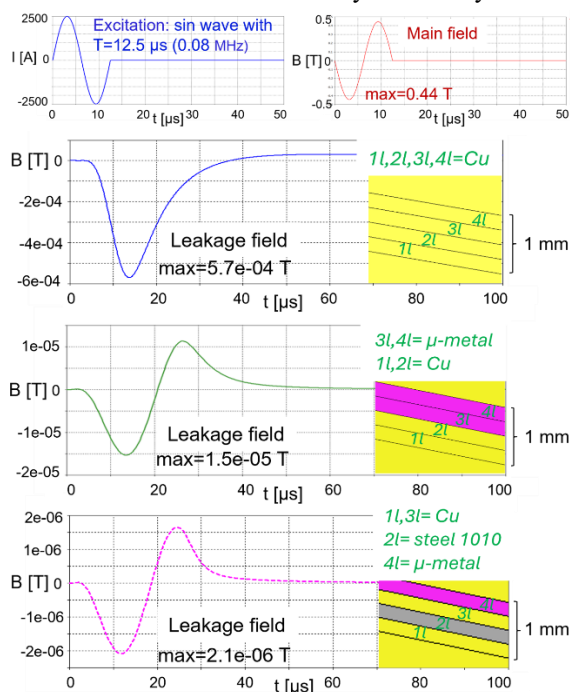 Excitation: sin wave with
T=12.5 µs (0.08 MHz)
2500
I [A] 0
-2500
0 10 20 30 40 50
t [µs]
Main field
0.5
B [T] 0
-0.5
max=0.44 T
0 10 20 30 40 50
t [µs]
B [T] 0
-2e-04
-4e-04
-6e-04
Leakage field
max=5.7e-04 T
0 20 40 60 80 100
t [µs]
1l,2l,3l,4l=Cu
1l 2l 3l 4l
1 mm
1e-05
B [T] 0
-1e-05
-2e-05
Leakage field
max=1.5e-05 T
0 20 40 60 80 100
t [µs]
3l,4l= µ-metal
1l,2l= Cu
1l 2l 3l 4l
1 mm
2e-06
1e-06
B [T] 0
-1e-06
-2e-06
Leakage field
max=2.1e-06 T
0 20 40 60 80 100
t [µs]
1l,3l= Cu
2l= steel 1010
4l= µ-metal
1l 2l 3l 4l
1 mm